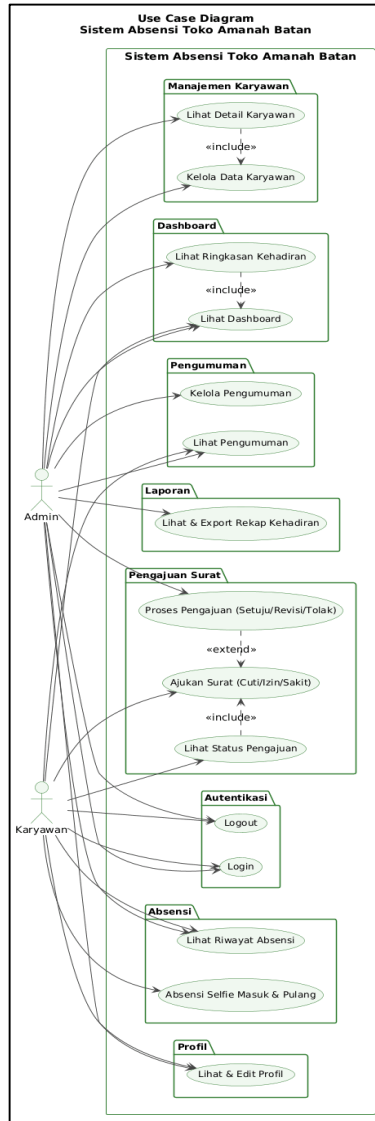 Use Case Diagram
Sistem Absensi Toko Amanah Batan
Sistem Absensi Toko Amanah Batan
Manajemen Karyawan
Lihat Detail Karyawan
«include»
Kelola Data Karyawan
Dashboard
Lihat Ringkasan Kehadiran
«include»
Lihat Dashboard
Pengumuman
Kelola Pengumuman
Lihat Pengumuman
Admin
Laporan
Lihat & Export Rekap Kehadiran
Pengajuan Surat
Proses Pengajuan (Setuju/Revisi/Tolak)
«extend»
Ajukan Surat (Cuti/Izin/Sakit)
«include»
Lihat Status Pengajuan
Karyawan
Autentikasi
Logout
Login
Absensi
Lihat Riwayat Absensi
Absensi Selfie Masuk & Pulang
Profil
Lihat & Edit Profil